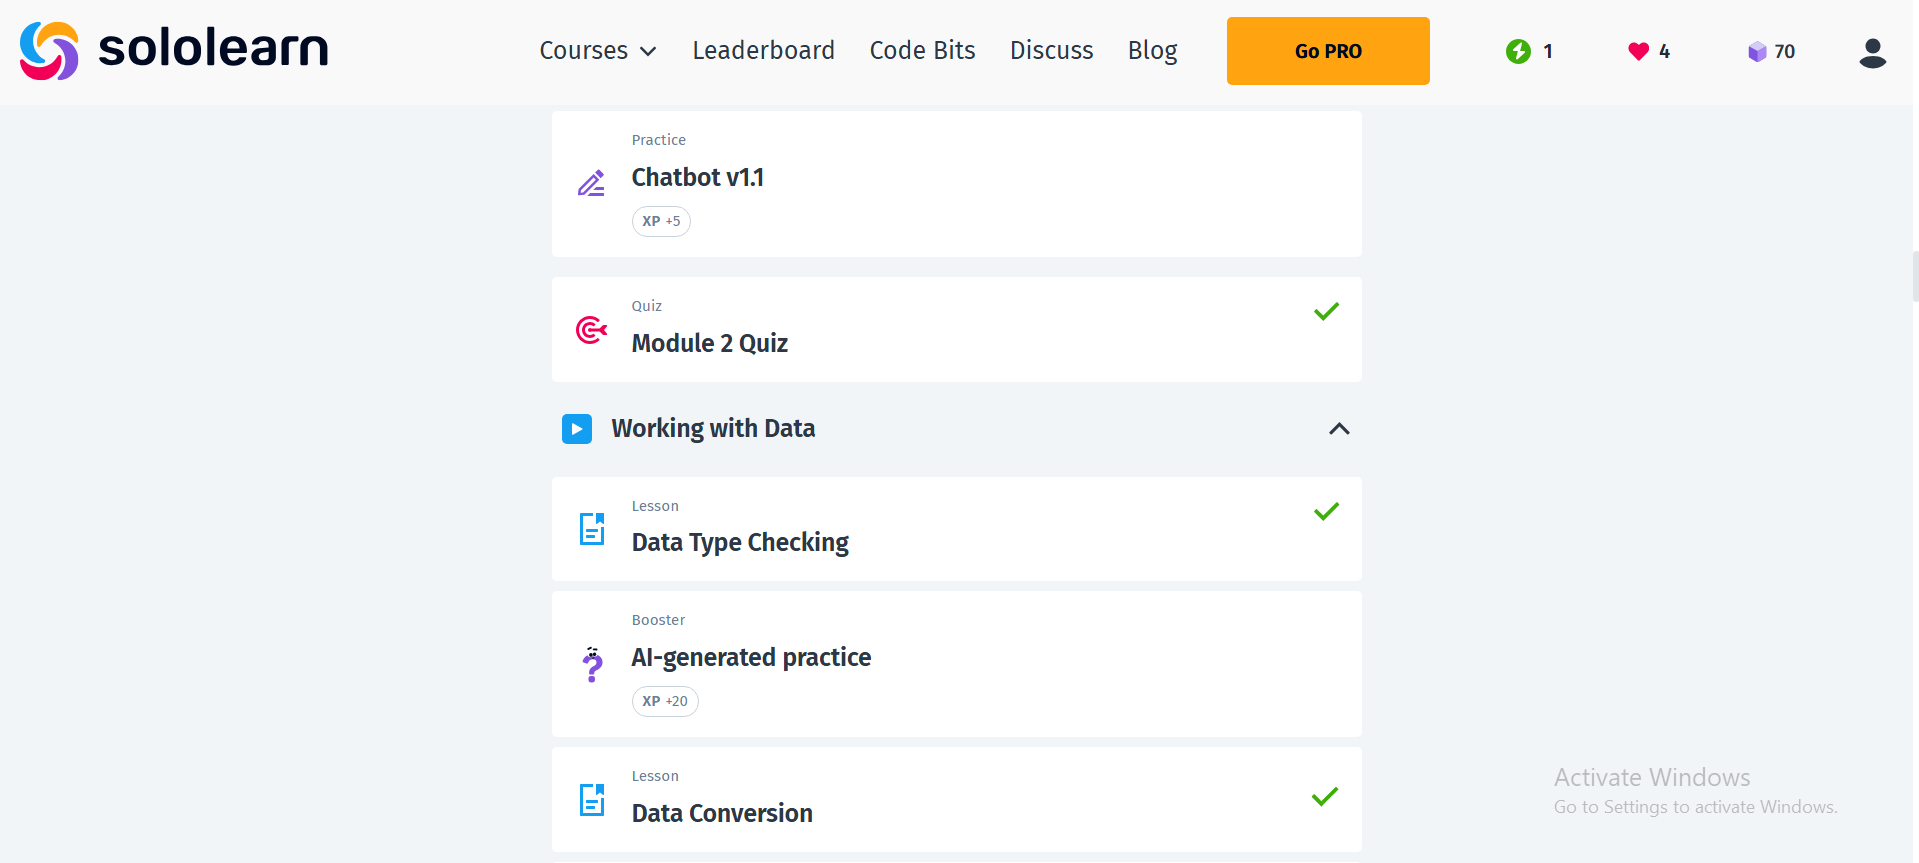 sololearn
Courses
Leaderboard
Code Bits
Discuss
Blog
Go PRO
1
4
70
Practice
Chatbot v1.1
XP +5
Quiz
Module 2 Quiz
Working with Data
Lesson
Data Type Checking
Booster
AI-generated practice
XP +20
Lesson
Data Conversion
Activate Windows
Go to Settings to activate Windows.